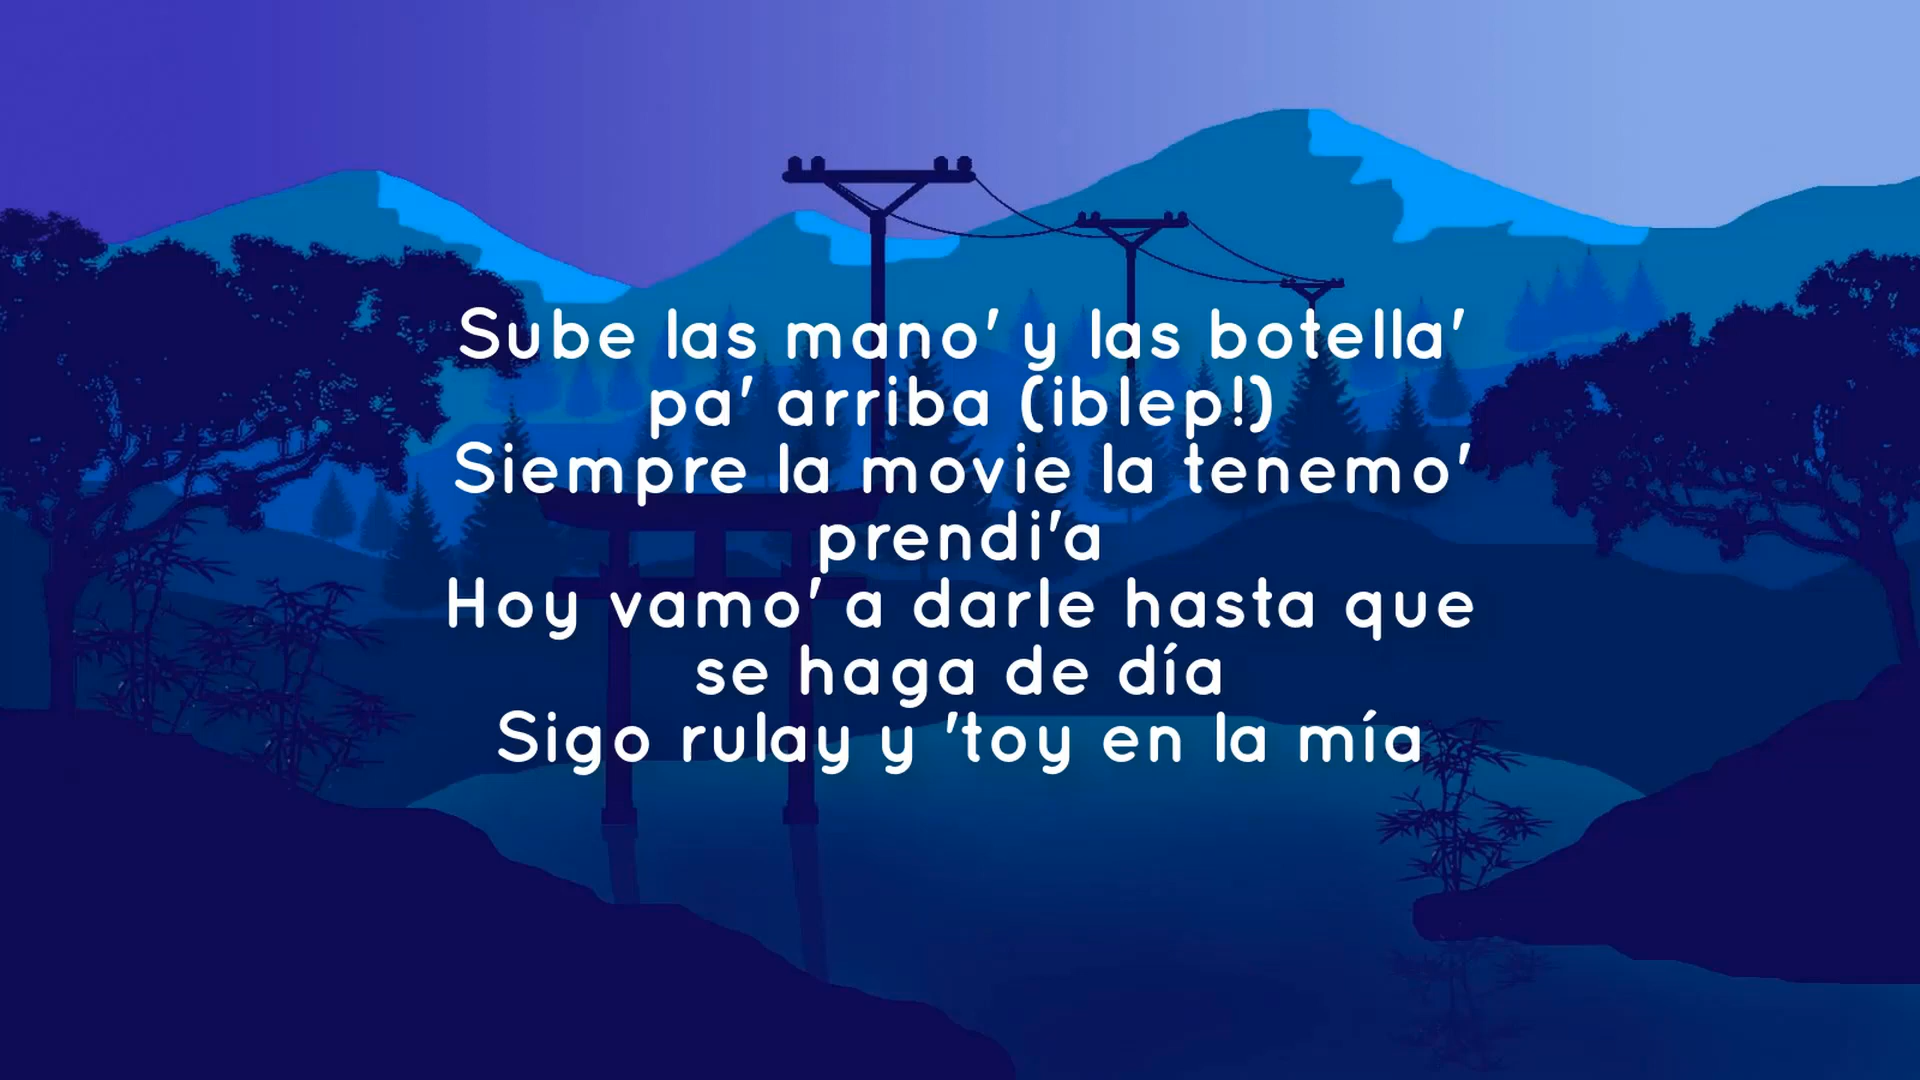 Sube las mano' y las botella'
pa' arriba (iblep!)
Siempre la movie la tenemo'
prendi'a
Hoy vamo' a darle hasta que
se haga de día
Sigo rulay y 'toy en la mía